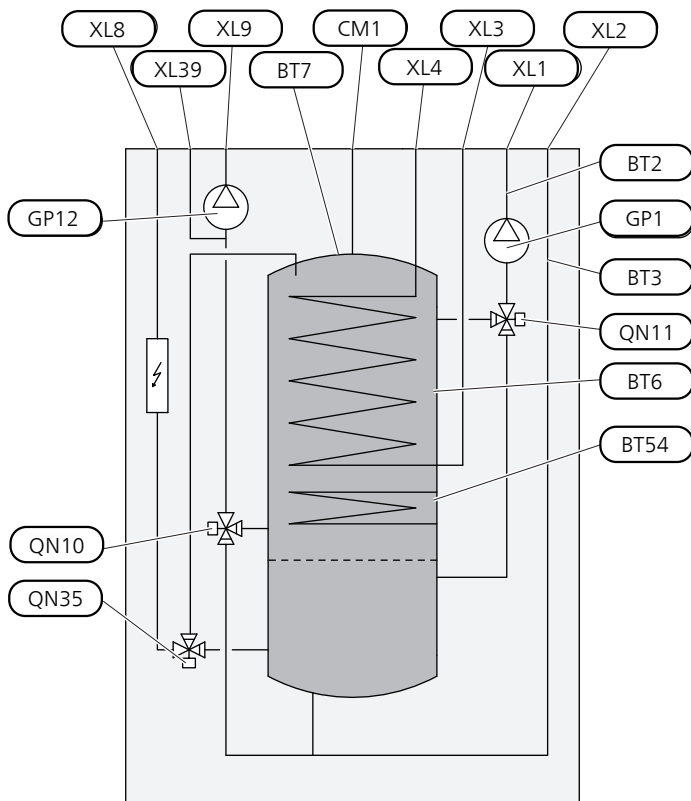 XL8
XL9
CM1
XL3
XL2
XL39
BT7
XL4
XL1
BT2
GP12
GP1
BT3
QN11
BT6
BT54
QN10
QN35